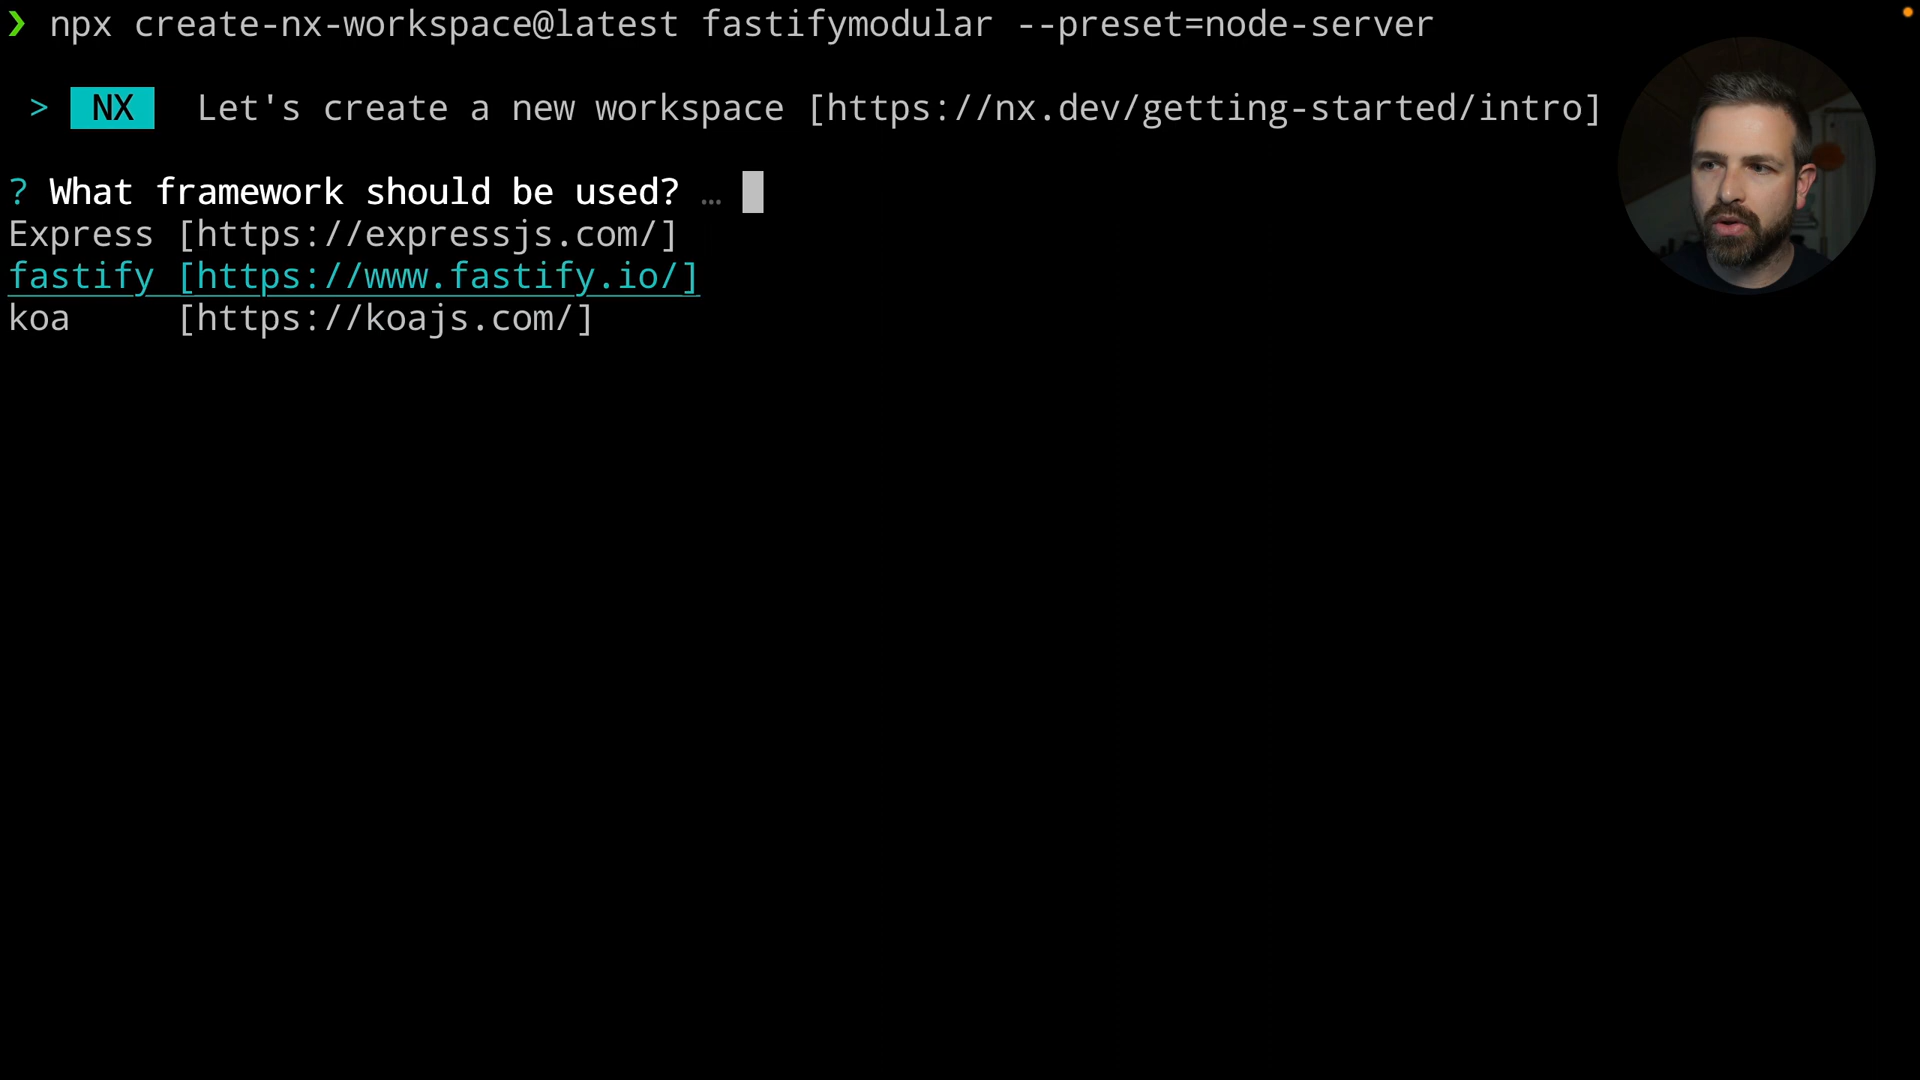 ❯ npx create-nx-workspace@latest fastifymodular --preset=node-server
> NX Let's create a new workspace [https://nx.dev/getting-started/intro]
? What framework should be used? …
Express [https://expressjs.com/]
fastify [https://www.fastify.io/]
koa [https://koajs.com/]